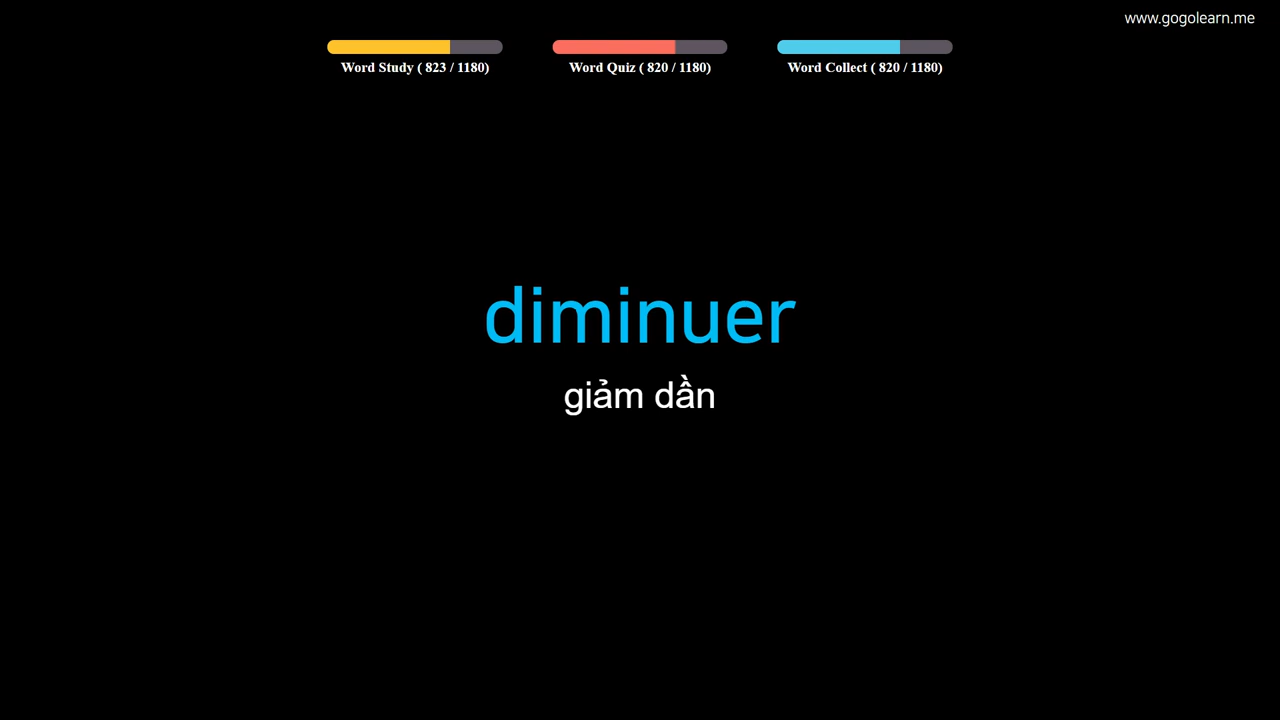 www.gogolearn.me
Word Study ( 823 / 1180)
Word Quiz ( 820 / 1180)
Word Collect ( 820 / 1180)
diminuer
giảm dần